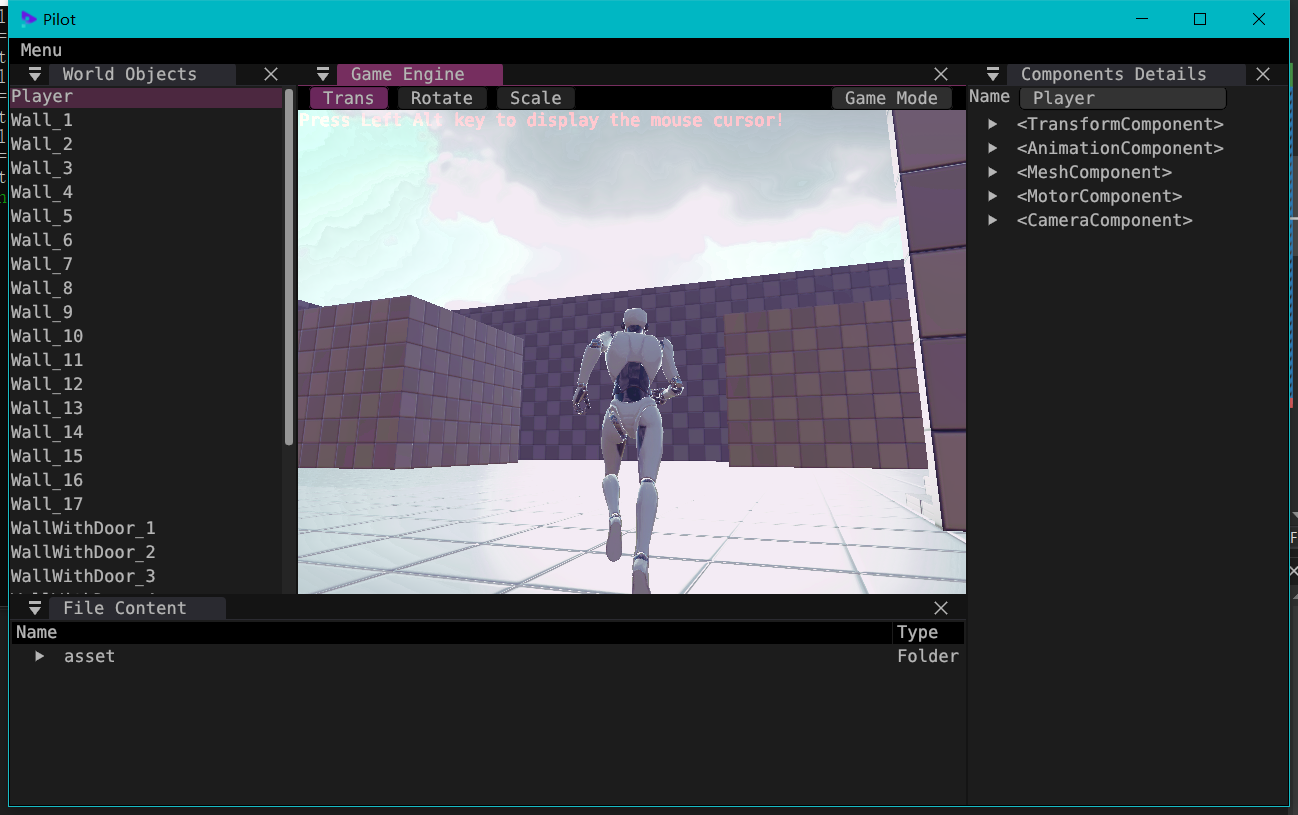 Pilot
Menu
World Objects
Player
Wall_1
Wall_2
Wall_3
Wall_4
Wall_5
Wall_6
Wall_7
Wall_8
Wall_9
Wall_10
Wall_11
Wall_12
Wall_13
Wall_14
Wall_15
Wall_16
Wall_17
WallWithDoor_1
WallWithDoor_2
WallWithDoor_3
Game Engine
Trans Rotate Scale Game Mode
Press Left Alt key to display the mouse cursor!
Components Details
Name Player
<TransformComponent>
<AnimationComponent>
<MeshComponent>
<MotorComponent>
<CameraComponent>
File Content
Name Type
asset Folder